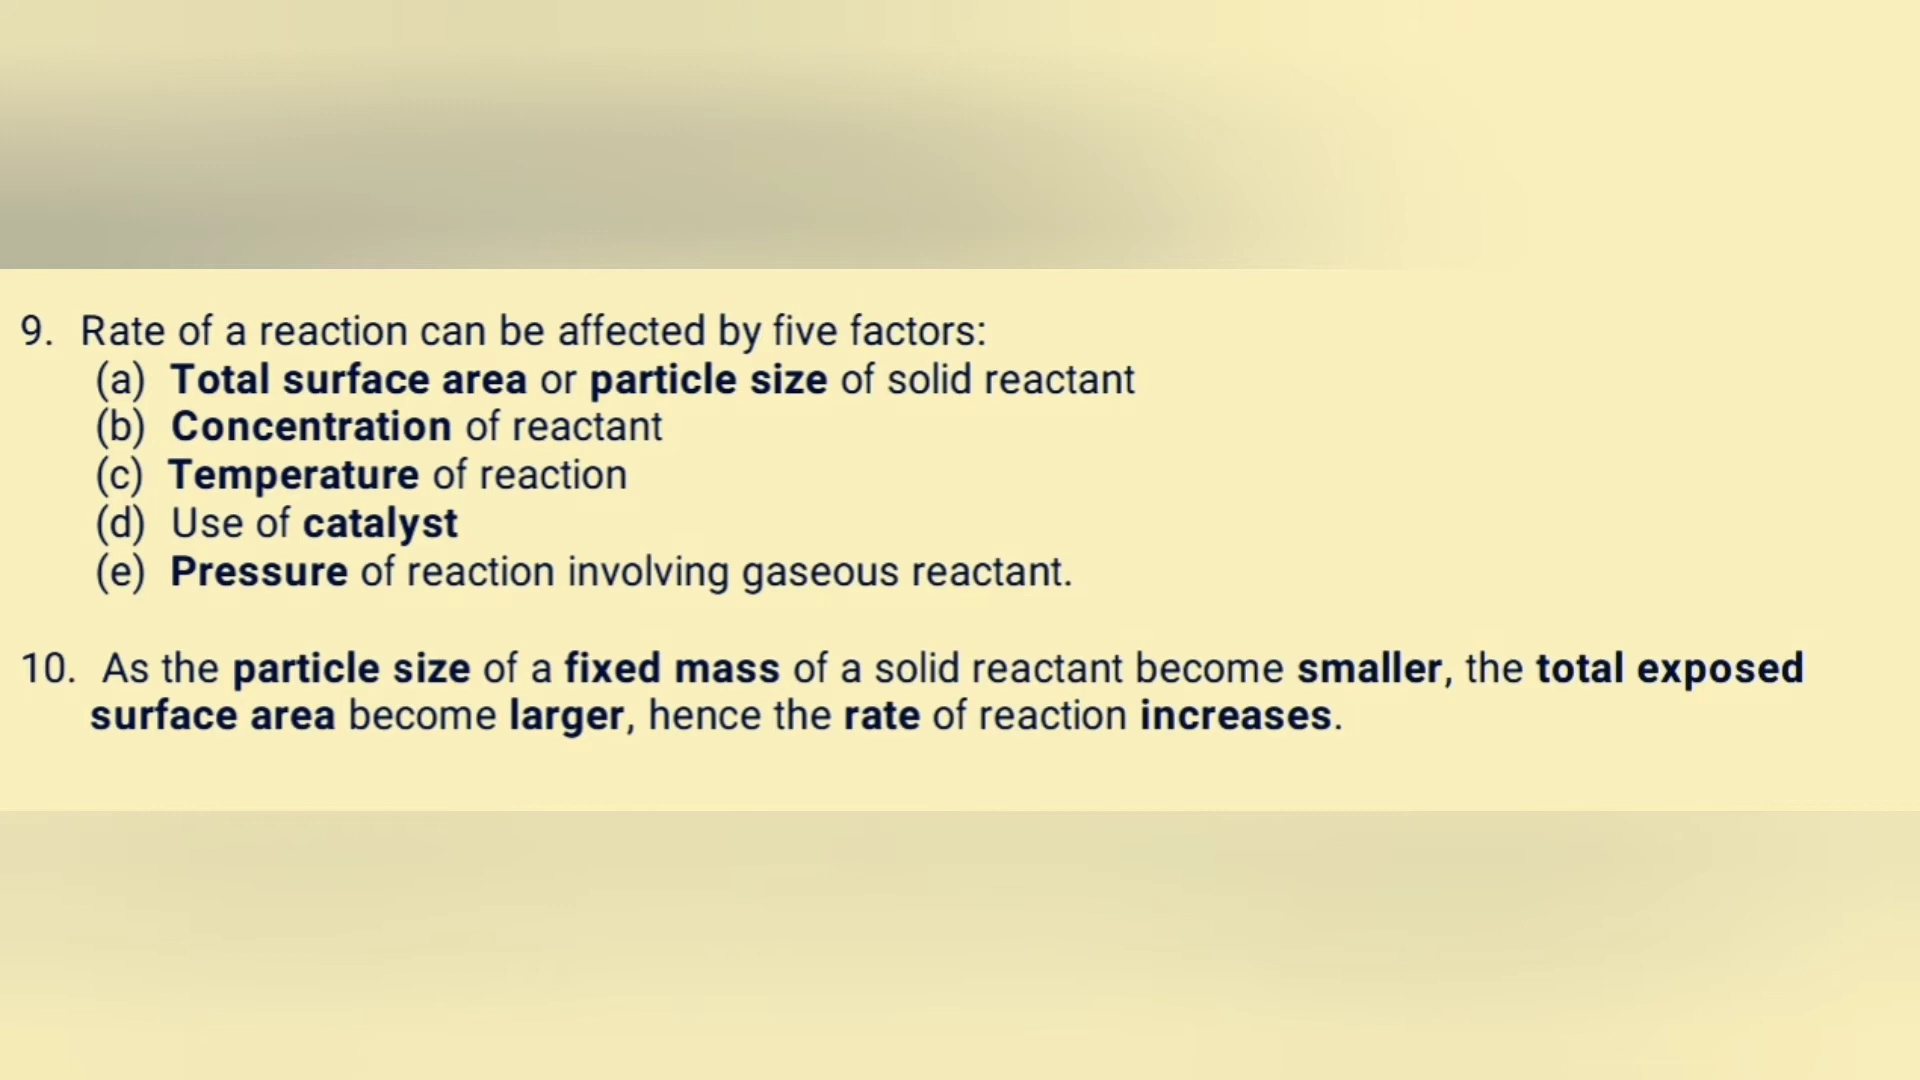 9. Rate of a reaction can be affected by five factors:
(a) Total surface area or particle size of solid reactant
(b) Concentration of reactant
(c) Temperature of reaction
(d) Use of catalyst
(e) Pressure of reaction involving gaseous reactant.
10. As the particle size of a fixed mass of a solid reactant become smaller, the total exposed
surface area become larger, hence the rate of reaction increases.